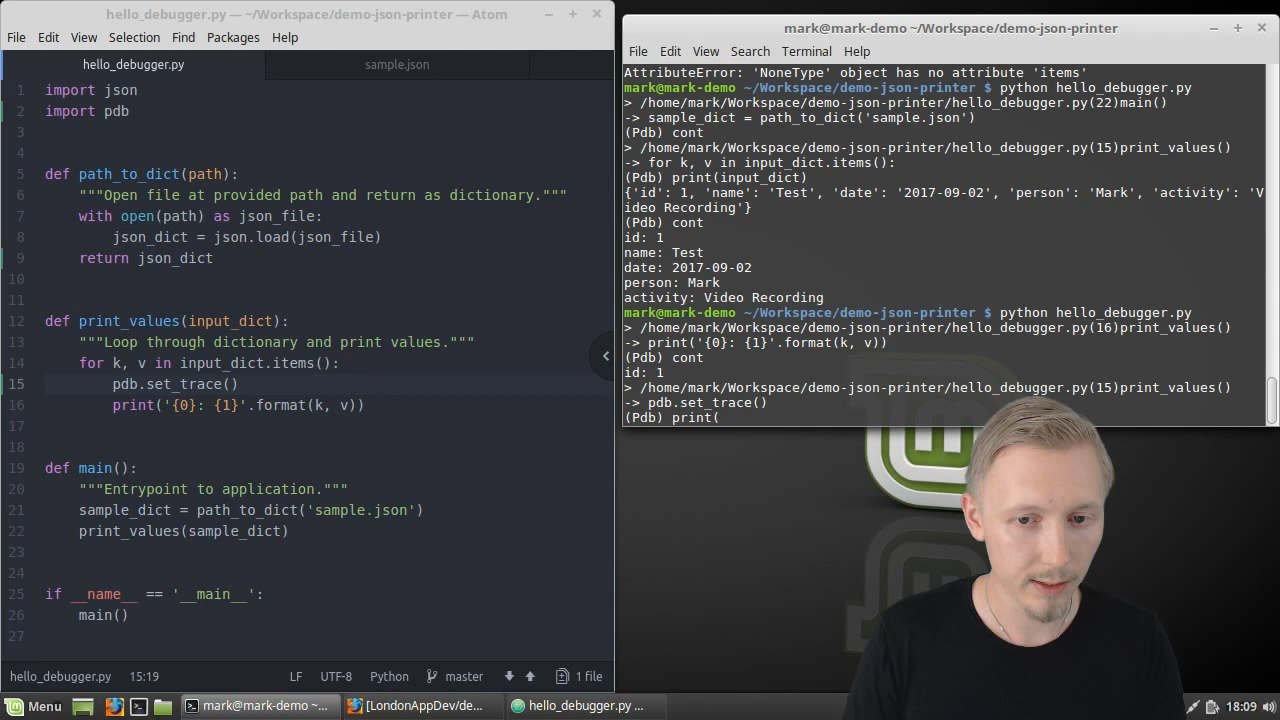 hello_debugger.py — ~/Workspace/demo-json-printer — Atom
File Edit View Selection Find Packages Help
hello_debugger.py sample.json
1 import json
2 import pdb
3
4
5 def path_to_dict(path):
6 """Open file at provided path and return as dictionary."""
7 with open(path) as json_file:
8 json_dict = json.load(json_file)
9 return json_dict
10
11
12 def print_values(input_dict):
13 """Loop through dictionary and print values."""
14 for k, v in input_dict.items():
15 pdb.set_trace()
16 print('{0}: {1}'.format(k, v))
17
18
19 def main():
20 """Entrypoint to application."""
21 sample_dict = path_to_dict('sample.json')
22 print_values(sample_dict)
23
24
25 if __name__ == '__main__':
26 main()
27
hello_debugger.py 15:19 LF UTF-8 Python master 1 file
mark@mark-demo ~/Workspace/demo-json-printer
File Edit View Search Terminal Help
AttributeError: 'NoneType' object has no attribute 'items'
mark@mark-demo ~/Workspace/demo-json-printer $ python hello_debugger.py
> /home/mark/Workspace/demo-json-printer/hello_debugger.py(22)main()
-> sample_dict = path_to_dict('sample.json')
(Pdb) cont
> /home/mark/Workspace/demo-json-printer/hello_debugger.py(15)print_values()
-> for k, v in input_dict.items():
(Pdb) print(input_dict)
{'id': 1, 'name': 'Test', 'date': '2017-09-02', 'person': 'Mark', 'activity': 'V
ideo Recording'}
(Pdb) cont
id: 1
name: Test
date: 2017-09-02
person: Mark
activity: Video Recording
mark@mark-demo ~/Workspace/demo-json-printer $ python hello_debugger.py
> /home/mark/Workspace/demo-json-printer/hello_debugger.py(16)print_values()
-> print('{0}: {1}'.format(k, v))
(Pdb) cont
id: 1
> /home/mark/Workspace/demo-json-printer/hello_debugger.py(15)print_values()
-> pdb.set_trace()
(Pdb) print(
Menu mark@mark-demo ~... [LondonAppDev/de... hello_debugger.py ... 18:09